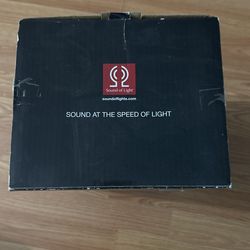 Sound of Light
soundoflights.com
SOUND AT THE SPEED OF LIGHT